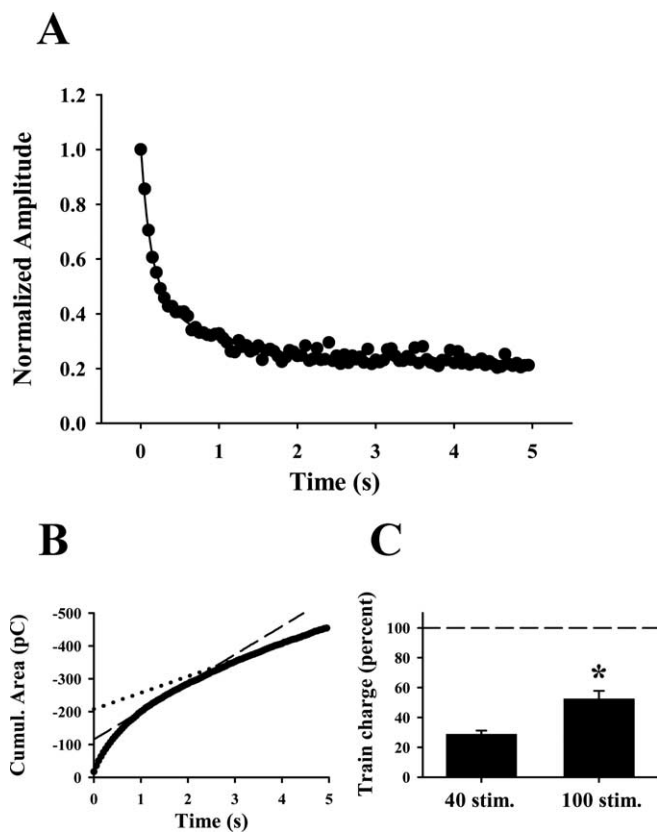 A
Normalized Amplitude
1.2
1.0
0.8
0.6
0.4
0.2
0.0
0 1 2 3 4 5
Time (s)
B
Cumul. Area (pC)
-500
-400
-300
-200
-100
0
0 1 2 3 4 5
Time (s)
C
Train charge (percent)
100
80
60
40
20
0
*
40 stim. 100 stim.